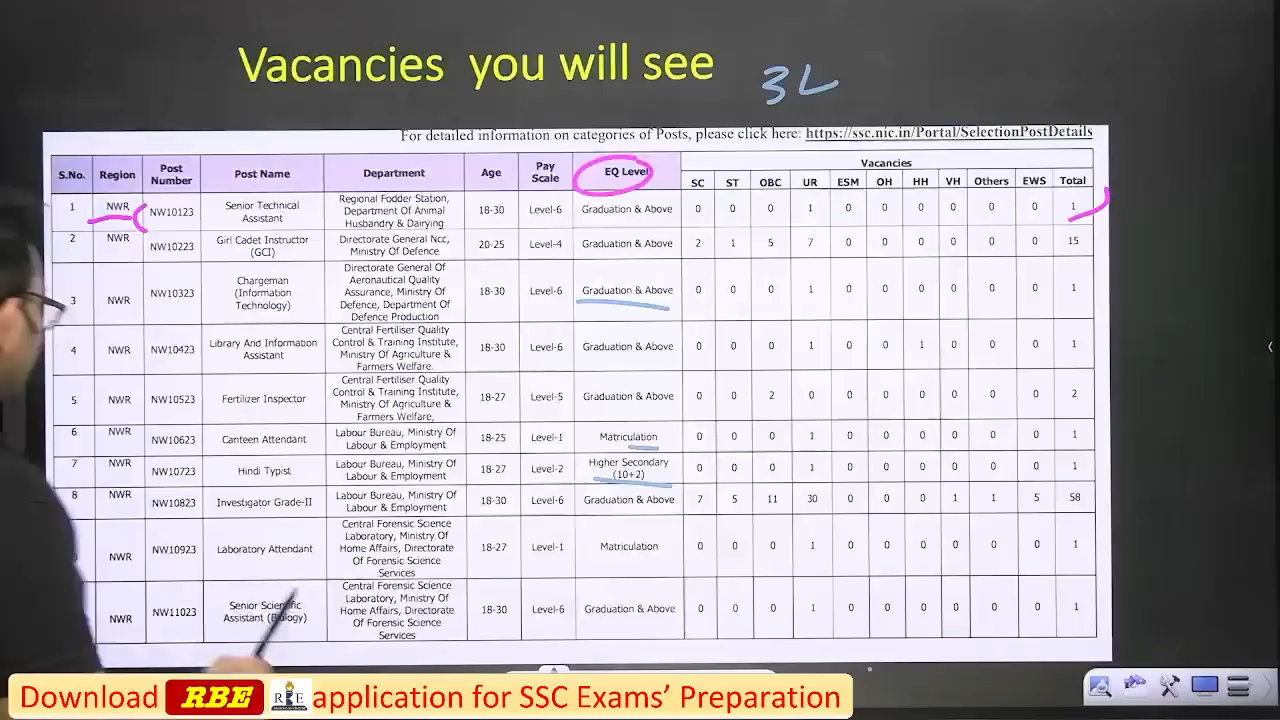 Vacancies you will see
3L
For detailed information on categories of Posts, please click here: https://ssc.nic.in/Portal/SelectionPostDetails
S.No. Region Post Number Post Name Department Age Pay Scale EQ Level Vacancies
SC ST OBC UR ESM OH HH VH Others EWS Total
1 NWR NW10123 Senior Technical Assistant Regional Fodder Station, Department Of Animal Husbandry & Dairying 18-30 Level-6 Graduation & Above 0 0 0 1 0 0 0 0 0 0 1
2 NWR NW10223 Girl Cadet Instructor (GCI) Directorate General Ncc, Ministry Of Defence 20-25 Level-4 Graduation & Above 2 1 5 7 0 0 0 0 0 0 15
3 NWR NW10323 Chargeman (Information Technology) Directorate General Of Aeronautical Quality Assurance, Ministry Of Defence, Department Of Defence Production 18-30 Level-6 Graduation & Above 0 0 0 1 0 0 0 0 0 0 1
4 NWR NW10423 Library And Information Assistant Central Fertiliser Quality Control & Training Institute, Ministry Of Agriculture & Farmers Welfare. 18-30 Level-6 Graduation & Above 0 0 0 1 0 0 1 0 0 0 1
5 NWR NW10523 Fertilizer Inspector Central Fertiliser Quality Control & Training Institute, Ministry Of Agriculture & Farmers Welfare, 18-27 Level-5 Graduation & Above 0 0 2 0 0 0 0 0 0 0 2
6 NWR NW10623 Canteen Attendant Labour Bureau, Ministry Of Labour & Employment 18-25 Level-1 Matriculation 0 0 0 1 0 0 0 0 0 0 1
7 NWR NW10723 Hindi Typist Labour Bureau, Ministry Of Labour & Employment 18-27 Level-2 Higher Secondary (10+2) 0 0 0 1 0 0 0 0 0 0 1
8 NWR NW10823 Investigator Grade-II Labour Bureau, Ministry Of Labour & Employment 18-30 Level-6 Graduation & Above 7 5 11 30 0 0 0 1 1 5 58
NWR NW10923 Laboratory Attendant Central Forensic Science Laboratory, Ministry Of Home Affairs, Directorate Of Forensic Science Services 18-27 Level-1 Matriculation 0 0 0 1 0 0 0 0 0 0 1
NWR NW11023 Senior Scientific Assistant (Biology) Central Forensic Science Laboratory, Ministry Of Home Affairs, Directorate Of Forensic Science Services 18-30 Level-6 Graduation & Above 0 0 0 1 0 0 0 0 0 0 1
Download RBE RBE application for SSC Exams' Preparation